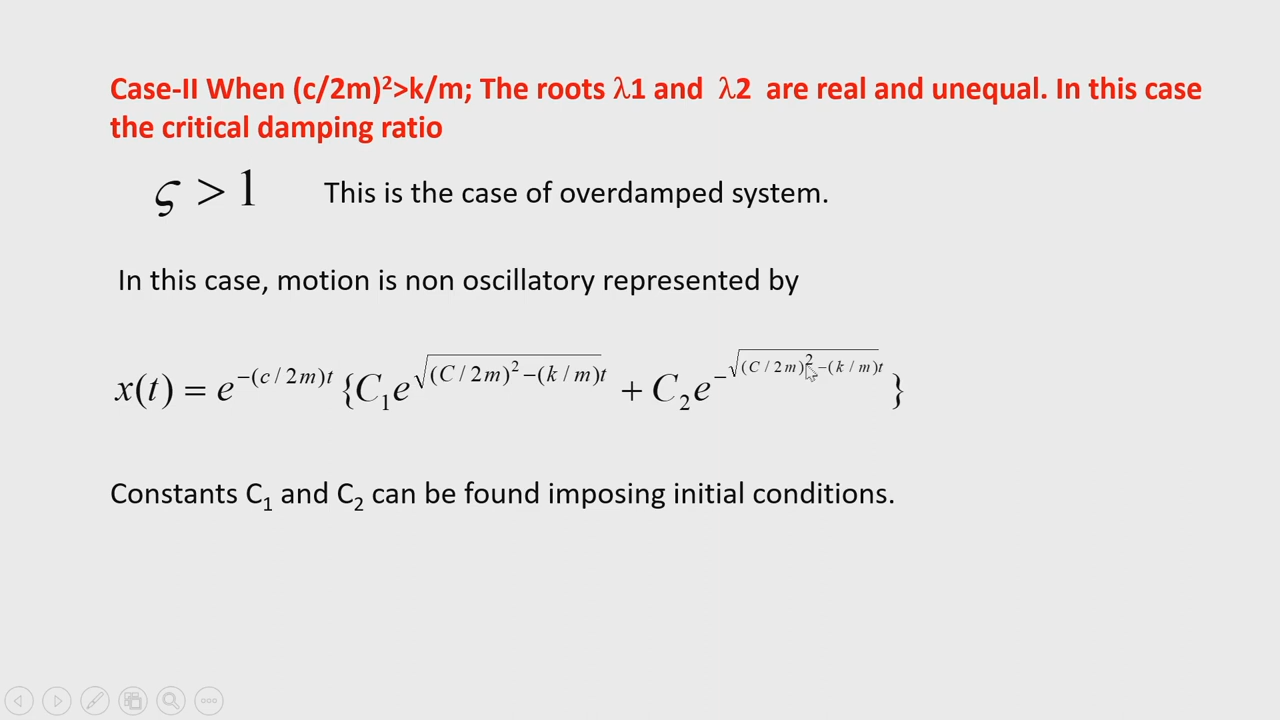 Case-II When (c/2m)²>k/m; The roots λ1 and λ2 are real and unequal. In this case
the critical damping ratio
ς > 1 This is the case of overdamped system.
In this case, motion is non oscillatory represented by
x(t) = e^{-(c/2m)t} {C₁e^{√((C/2m)²-(k/m))t} + C₂e^{-√((C/2m)²-(k/m))t}}
Constants C₁ and C₂ can be found imposing initial conditions.